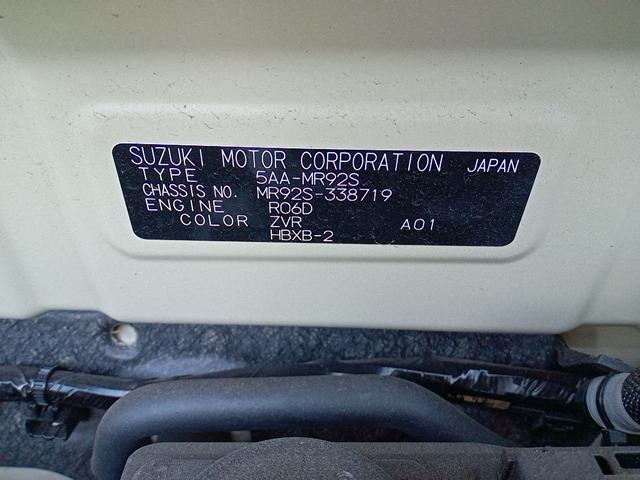 SUZUKI MOTOR CORPORATION JAPAN
TYPE 5AA-MR92S
CHASSIS NO. MR92S-338719
ENGINE R06D
COLOR ZVR A01
HBXB-2